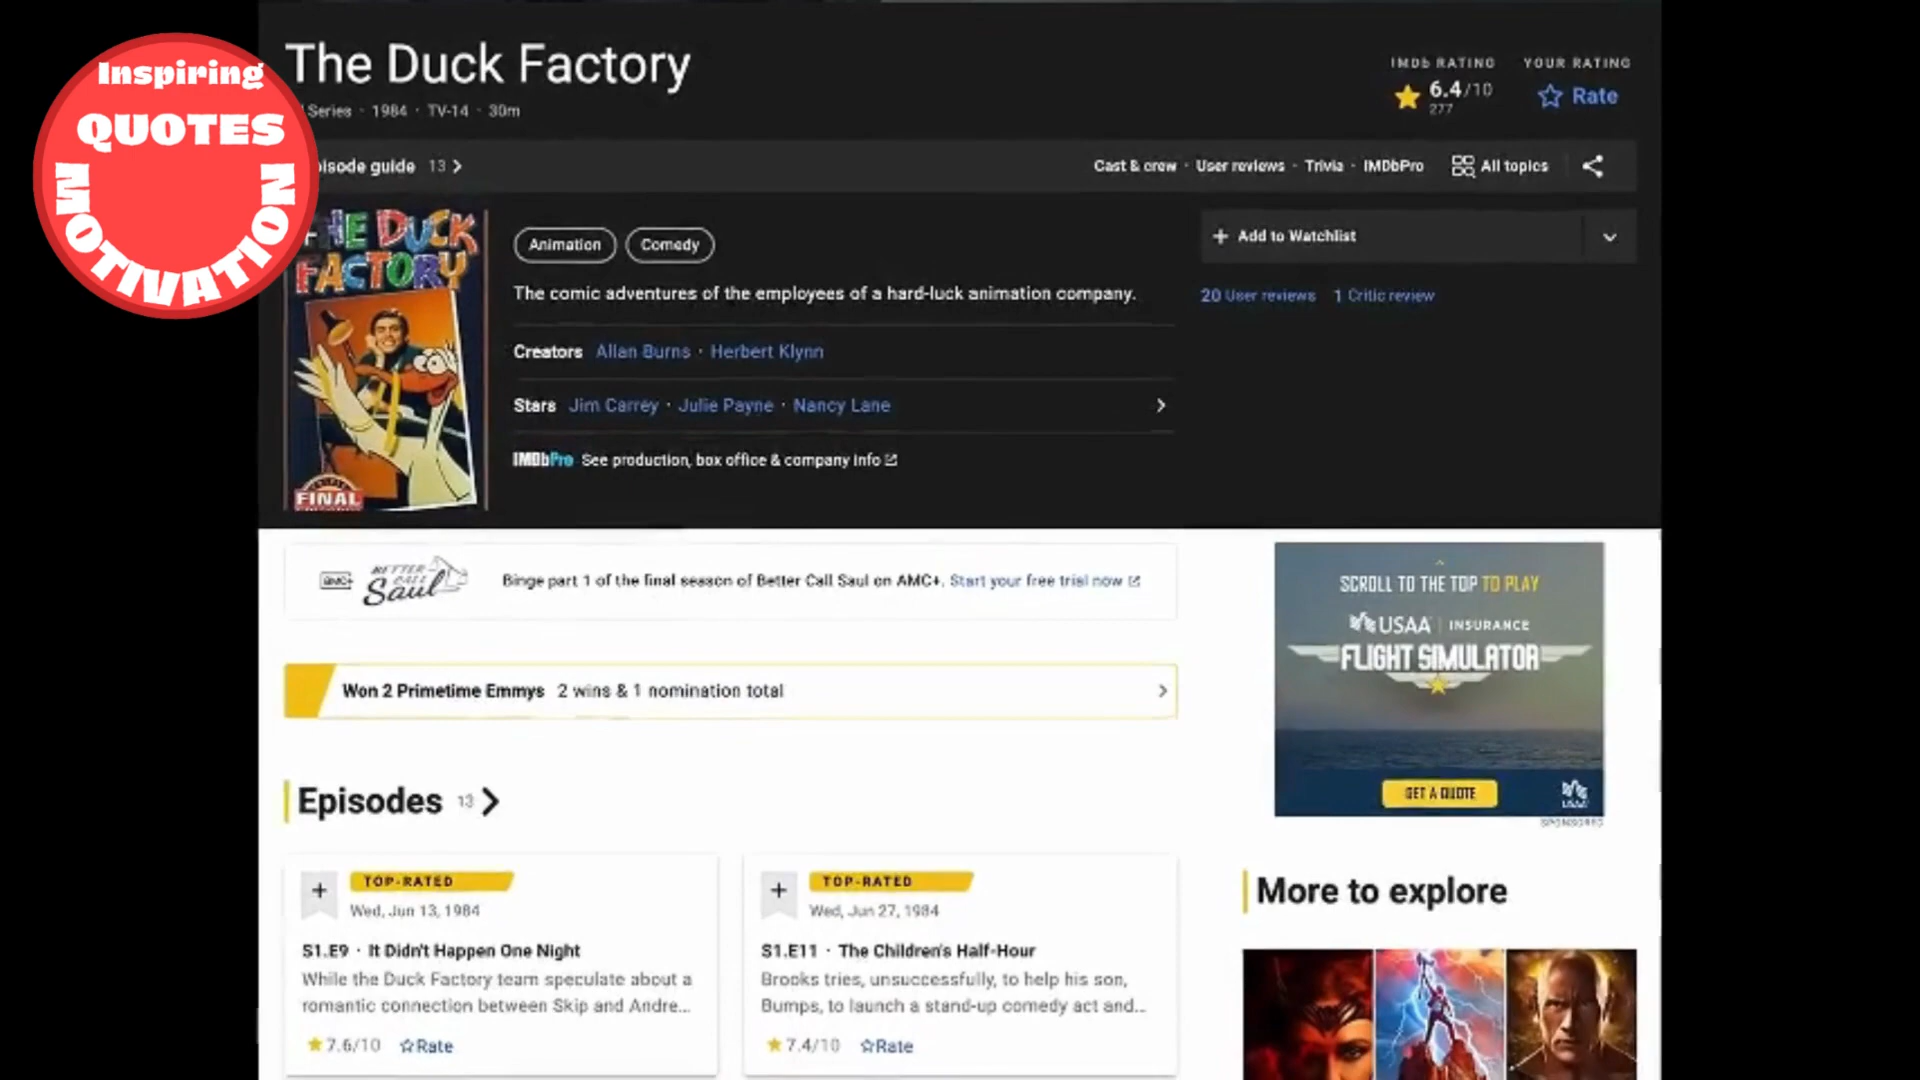 Inspiring
QUOTES
MOTIVATION
The Duck Factory
Series · 1984 · TV-14 · 30m
IMDb RATING
6.4/10
277
YOUR RATING
Rate
isode guide 13
Cast & crew · User reviews · Trivia · IMDbPro
All topics
THE DUCK
FACTORY
FINAL
Animation
Comedy
The comic adventures of the employees of a hard-luck animation company.
Creators Allan Burns · Herbert Klynn
Stars Jim Carrey · Julie Payne · Nancy Lane
IMDbPro See production, box office & company info
+ Add to Watchlist
20 User reviews 1 Critic review
amc+
BETTER
CALL
Saul
Binge part 1 of the final season of Better Call Saul on AMC+. Start your free trial now
Won 2 Primetime Emmys 2 wins & 1 nomination total
SCROLL TO THE TOP TO PLAY
USAA | INSURANCE
FLIGHT SIMULATOR
GET A QUOTE
USAA
SPONSORED
Episodes 13
+ TOP-RATED
Wed, Jun 13, 1984
S1.E9 · It Didn't Happen One Night
While the Duck Factory team speculate about a
romantic connection between Skip and Andre...
7.6/10 Rate
+ TOP-RATED
Wed, Jun 27, 1984
S1.E11 · The Children's Half-Hour
Brooks tries, unsuccessfully, to help his son,
Bumps, to launch a stand-up comedy act and...
7.4/10 Rate
More to explore